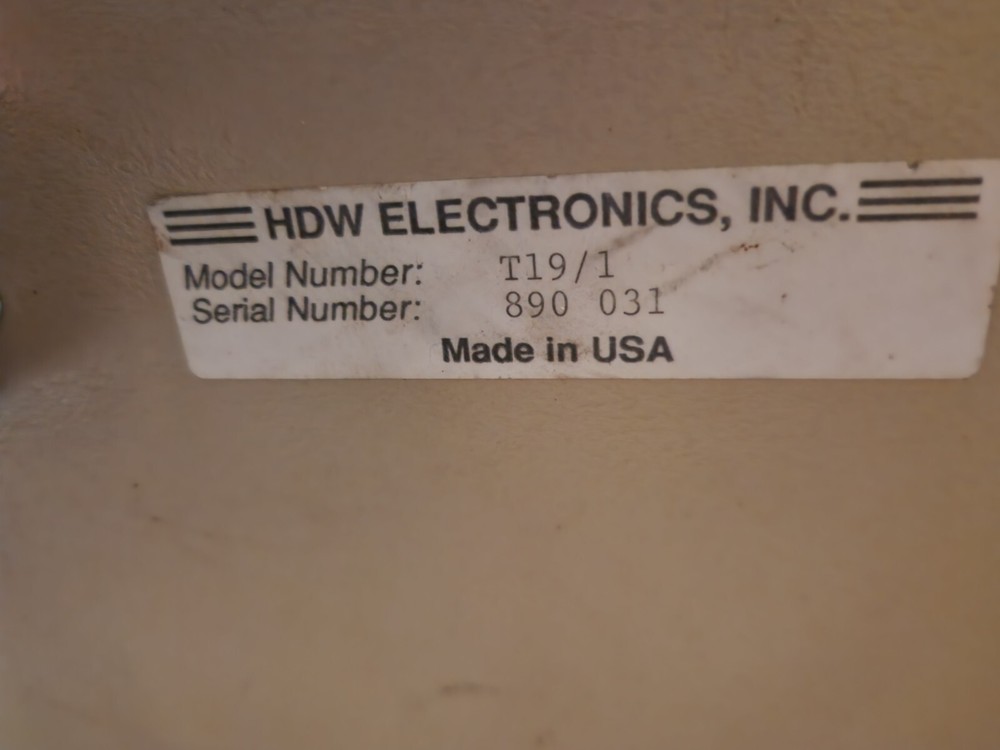 HDW ELECTRONICS, INC.
Model Number: T19/1
Serial Number: 890 031
Made in USA